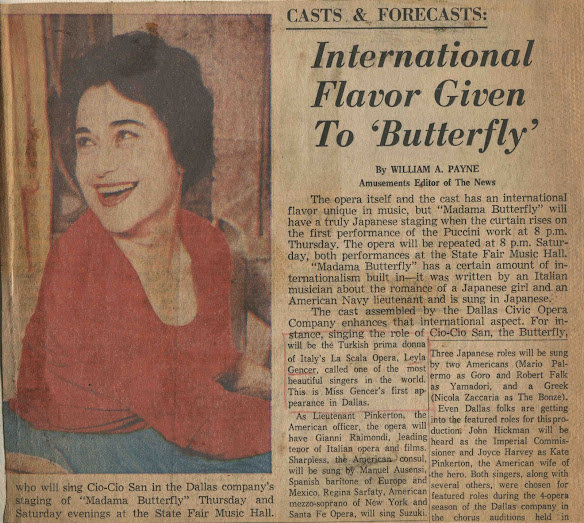 CASTS & FORECASTS:
International
Flavor Given
To ‘Butterfly’
By WILLIAM A. PAYNE
Amusements Editor of The News
The opera itself and the cast has an international
flavor unique in music, but “Madama Butterfly” will
have a truly Japanese staging when the curtain rises on
the first performance of the Puccini work at 8 p.m.
Thursday. The opera will be repeated at 8 p.m. Satur-
day, both performances at the State Fair Music Hall.
“Madama Butterfly” has a certain amount of in-
ternationalism built in—it was written by an Italian
musician about the romance of a Japanese girl and an
American Navy lieutenant and is sung in Japanese.
The cast assembled by the Dallas Civic Opera
Company enhances that international aspect. For in-
stance, singing the role of Cio-Cio San, the Butterfly,
will be the Turkish prima donna
of Italy's La Scala Opera, Leyla
Gencer, called one of the most
beautiful singers in the world.
This is Miss Gencer's first ap-
pearance in Dallas.
As Lieutenant Pinkerton, the
American officer, the opera will
have Gianni Raimondi, leading
tenor of Italian opera and films.
Sharpless, the American consul,
will be sung by Manuel Ausensi,
Spanish baritone of Europe and
Mexico. Regina Sarfaty, American
mezzo-soprano of New York and
Santa Fe Opera, will sing Suzuki.
Three Japanese roles will be sung
by two Americans (Mario Pal-
ermo as Goro and Robert Falk
as Yamadori, and a Greek
(Nicola Zaccaria as The Bonze).
Even Dallas folks are getting
into the featured roles for this pro-
duction. John Hickman will be
heard as the Imperial Commis-
sioner and Joyce Harvey as Kate
Pinkerton, the American wife of
the hero. Both singers, along with
several others, were chosen for
featured roles during the 4-opera
season of the Dallas company in
the chorus auditions held in
who will sing Cio-Cio San in the Dallas company's
staging of “Madama Butterfly” Thursday and
Saturday evenings at the State Fair Music Hall.